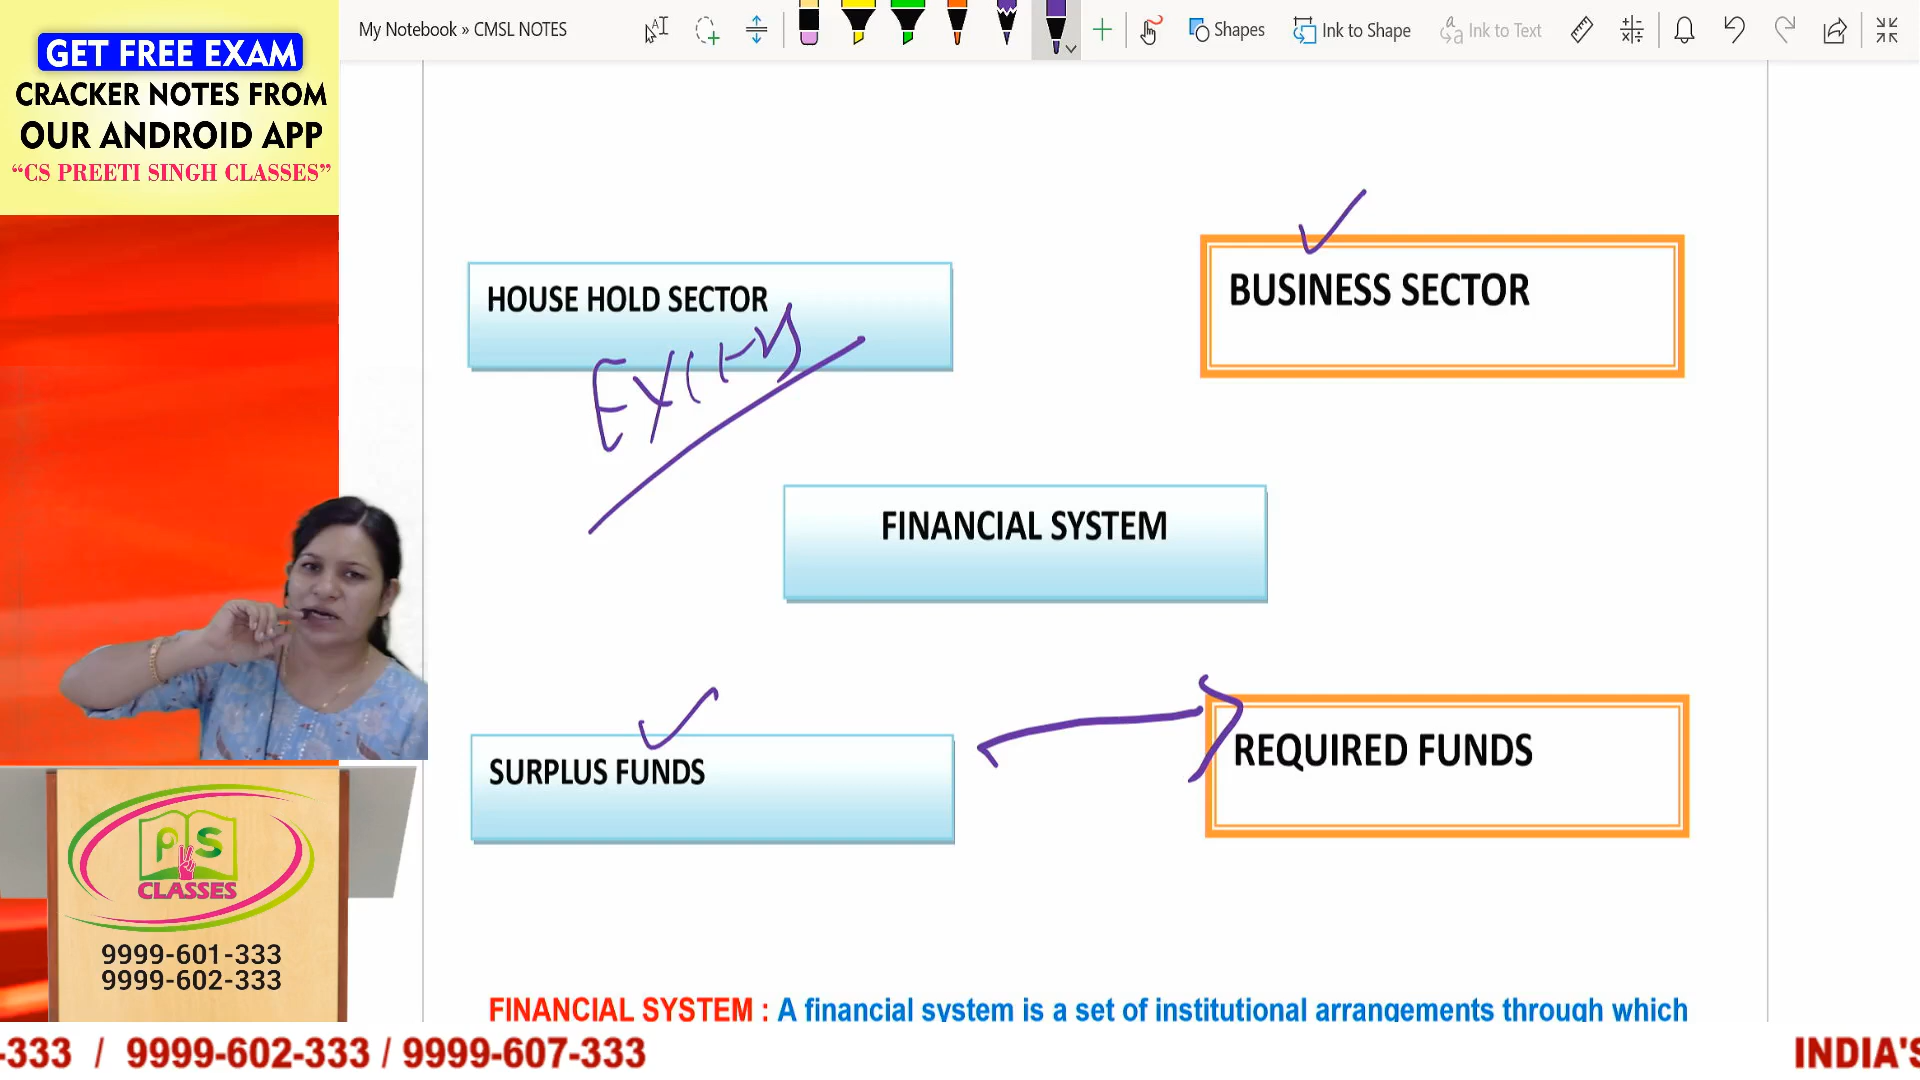 GET FREE EXAM
CRACKER NOTES FROM
OUR ANDROID APP
“CS PREETI SINGH CLASSES”
My Notebook » CMSL NOTES
Shapes
Ink to Shape
Ink to Text
HOUSE HOLD SECTOR
BUSINESS SECTOR
FINANCIAL SYSTEM
SURPLUS FUNDS
REQUIRED FUNDS
PS
CLASSES
9999-601-333
9999-602-333
FINANCIAL SYSTEM : A financial system is a set of institutional arrangements through which
-333 / 9999-602-333 / 9999-607-333
INDIA'S